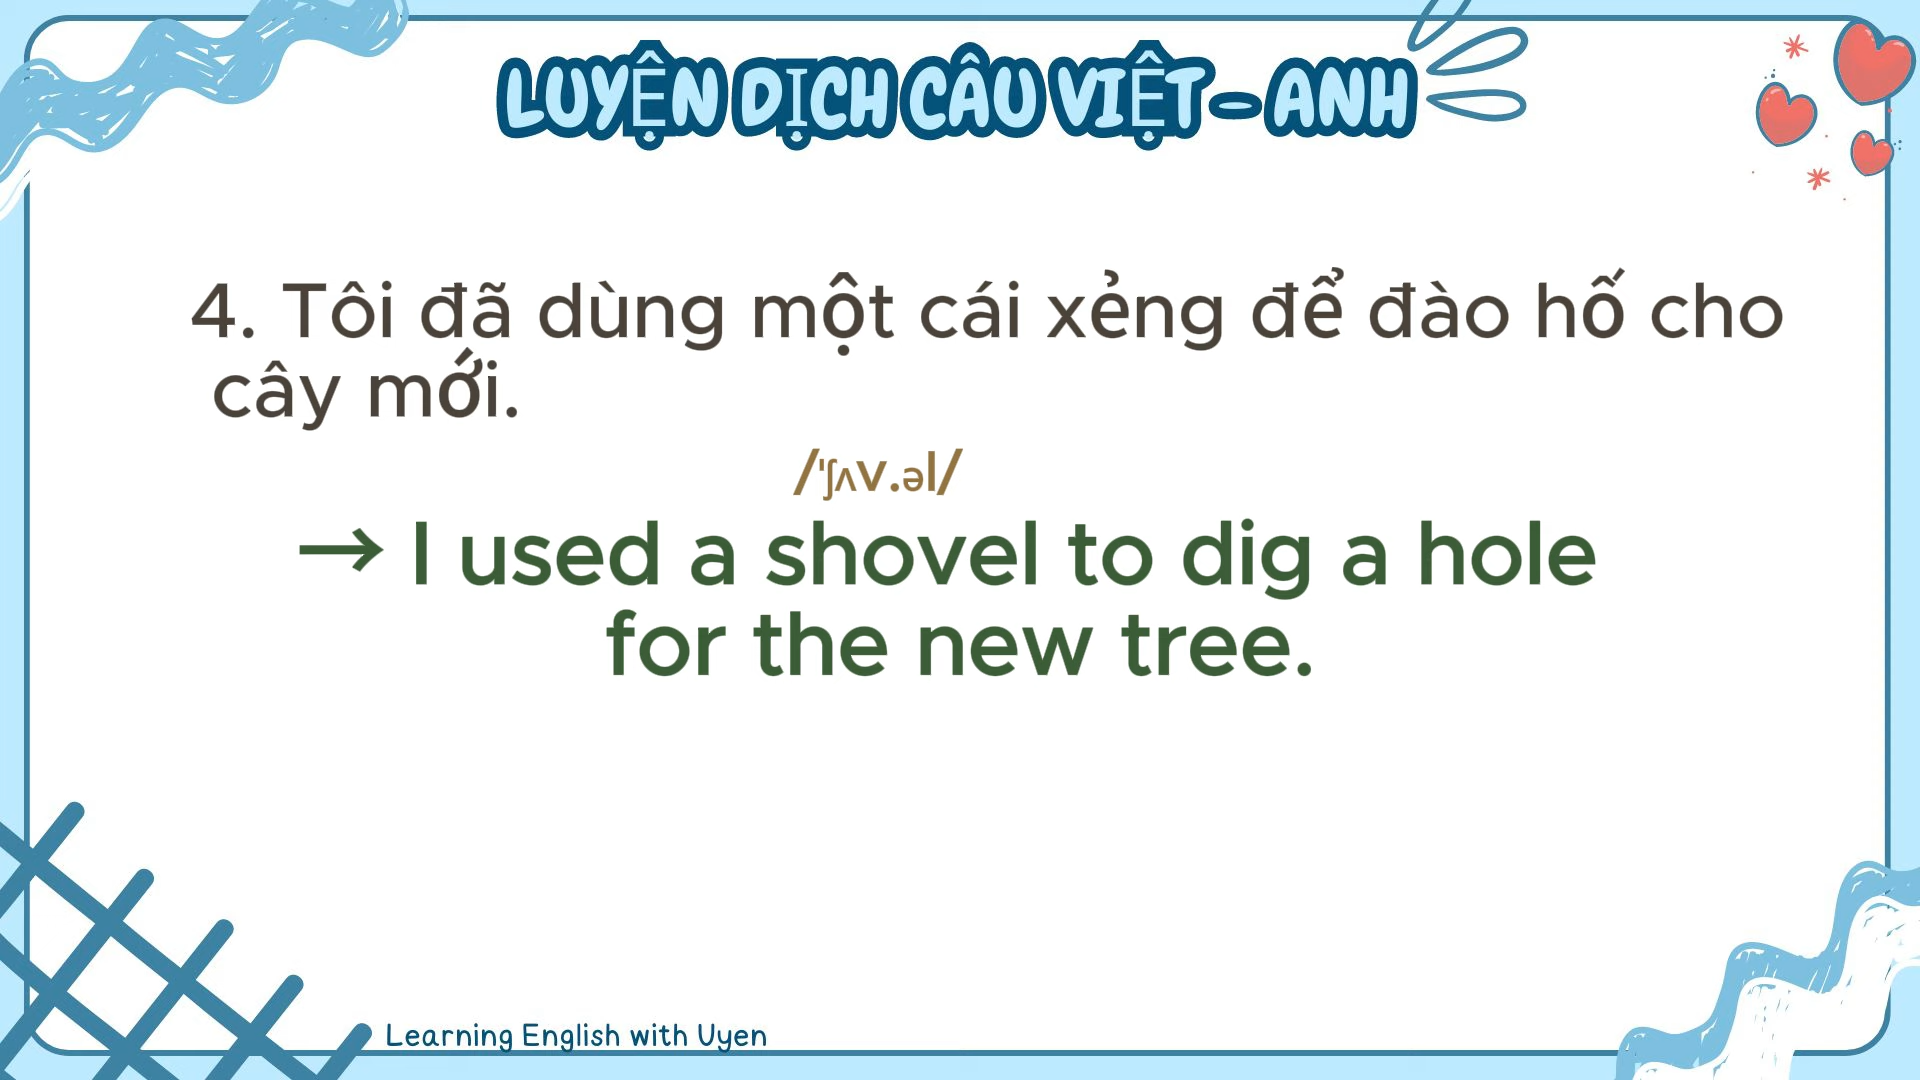 LUYỆN DỊCH CÂU VIỆT - ANH
4. Tôi đã dùng một cái xẻng để đào hố cho
cây mới.
/ˈʃʌv.əl/
→ I used a shovel to dig a hole
for the new tree.
Learning English with Uyen